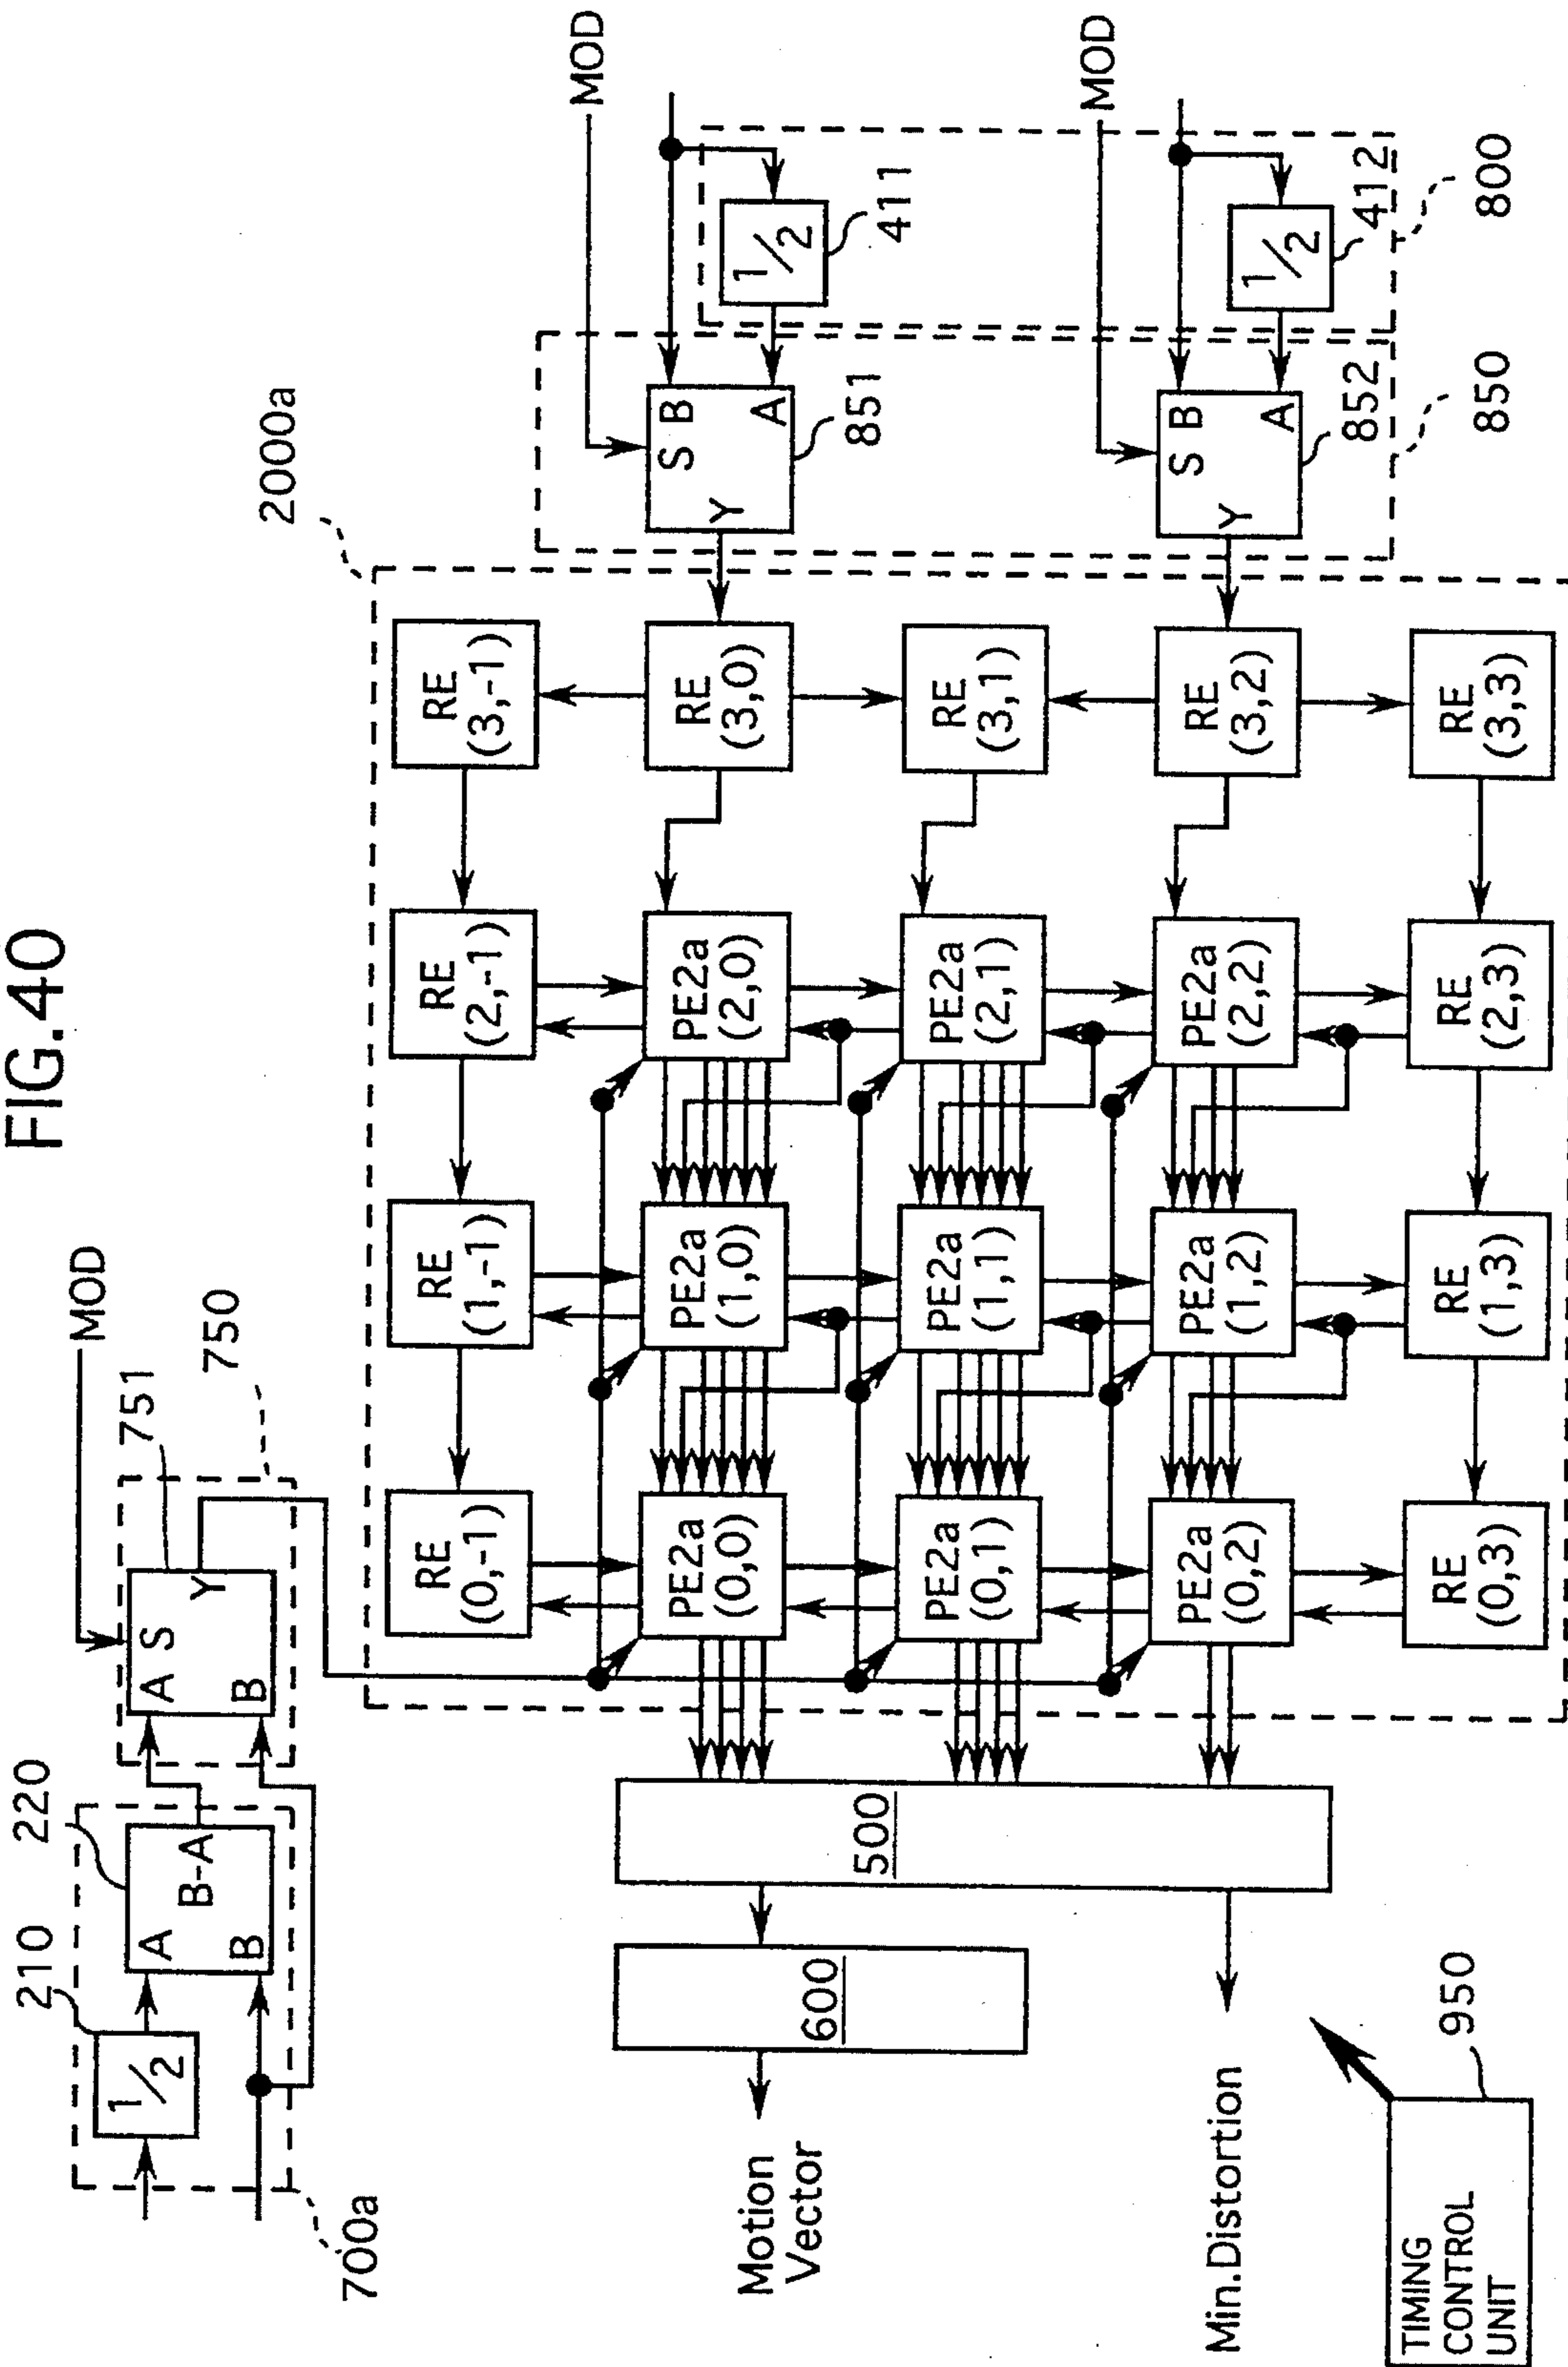 FIG.40
MOD
210
220
751
750
1/2
A
B
B-A
A
S
B
Y
700a
2000a
RE
(0,-1)
RE
(1,-1)
RE
(2,-1)
RE
(3,-1)
MOD
PE2a
(0,0)
PE2a
(1,0)
PE2a
(2,0)
RE
(3,0)
S
B
Y
A
1/2
851
411
PE2a
(0,1)
PE2a
(1,1)
PE2a
(2,1)
RE
(3,1)
MOD
PE2a
(0,2)
PE2a
(1,2)
PE2a
(2,2)
RE
(3,2)
S
B
Y
A
1/2
852
412
RE
(0,3)
RE
(1,3)
RE
(2,3)
RE
(3,3)
850
800
500
600
Motion
Vector
Min.Distortion
950
TIMING
CONTROL
UNIT